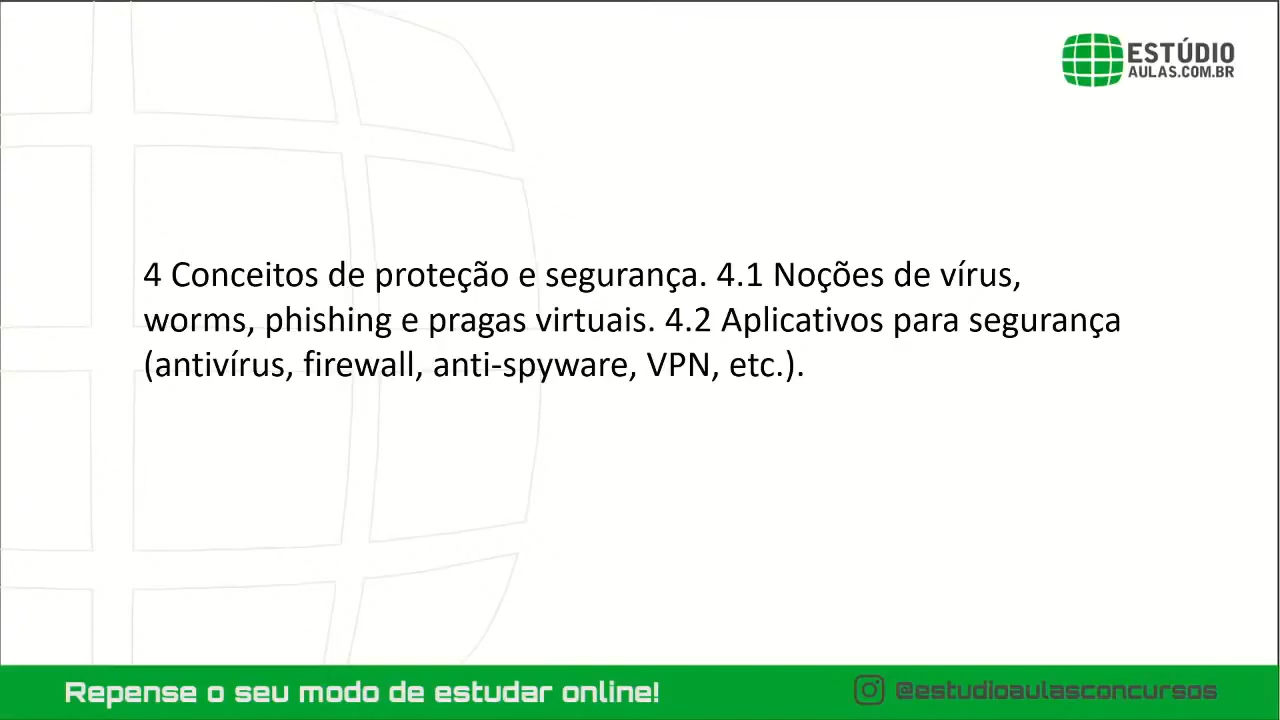 ESTÚDIO
AULAS.COM.BR
4 Conceitos de proteção e segurança. 4.1 Noções de vírus,
worms, phishing e pragas virtuais. 4.2 Aplicativos para segurança
(antivírus, firewall, anti-spyware, VPN, etc.).
Repense o seu modo de estudar online!
@estudioaulasconcursos